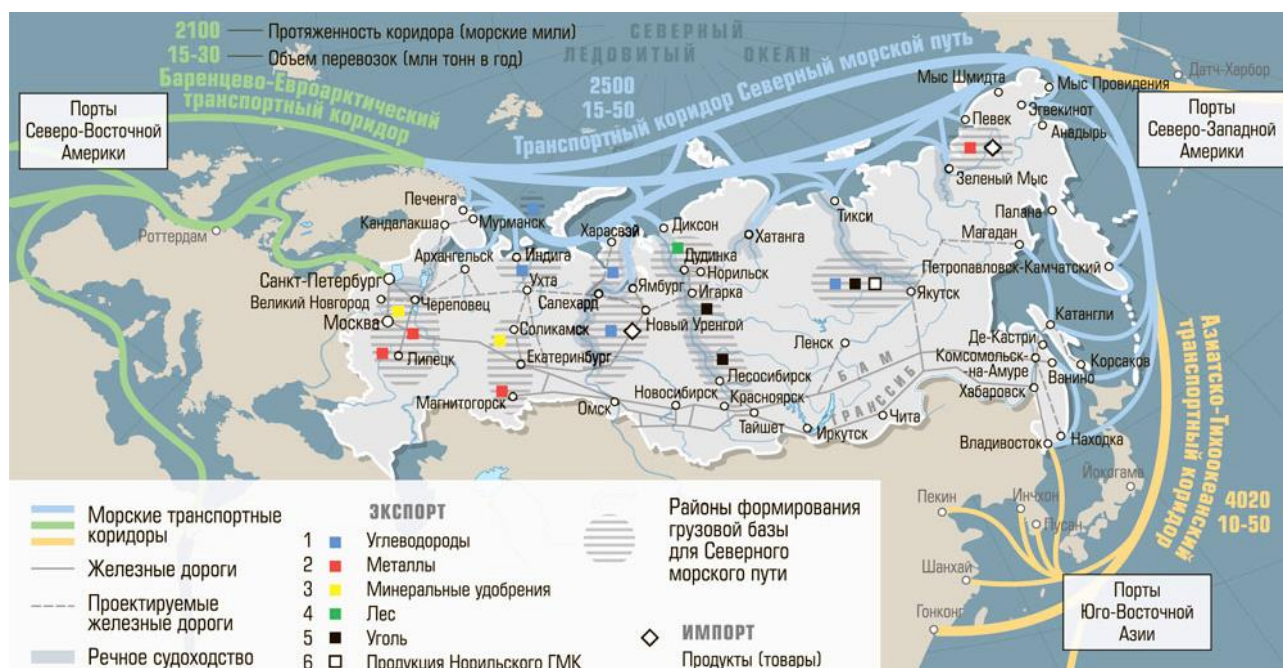 2100
Протяженность коридора (морские мили)
15-30
Объем перевозок (млн тонн в год)
СЕВЕРНЫЙ
ЛЕДОВИТЫЙ ОКЕАН
Баренцево-Евроарктический
транспортный коридор
2500
15-50
Транспортный коридор Северный морской путь
Порты
Северо-Восточной
Америки
Порты
Северо-Западной
Америки
Датч-Харбор
Мыс Шмидта
Мыс Провидения
Эгвекинот
Певек
Анадырь
Зеленый Мыс
Палана
Магадан
Петропавловск-Камчатский
Роттердам
Печенга
Кандалакша
Мурманск
Харасвэй
Диксон
Тикси
Хатанга
Архангельск
Индига
Дудинка
Норильск
Санкт-Петербург
Ухта
Ямбург
Игарка
Якутск
Великий Новгород
Череповец
Салехард
Катангли
Москва
Соликамск
Новый Уренгой
Де-Кастри
Ленск
Липецк
Екатеринбург
Комсомольск-
на-Амуре
Корсаков
Ванино
Лесосибирск
БАМ
Хабаровск
Магнитогорск
Омск
Новосибирск
Красноярск
ТРАНССИБ
Тайшет
Иркутск
Чита
Владивосток
Находка
Азиатско-Тихоокеанский
транспортный коридор
4020
10-50
Йокогама
Пекин
Инчхон
Пусан
Шанхай
Гонконг
Порты
Юго-Восточной
Азии
Морские транспортные
коридоры
Железные дороги
Проектируемые
железные дороги
Речное судоходство
ЭКСПОРТ
1 Углеводороды
2 Металлы
3 Минеральные удобрения
4 Лес
5 Уголь
6 Продукция Норильского ГМК
Районы формирования
грузовой базы
для Северного
морского пути
ИМПОРТ
Продукты (товары)